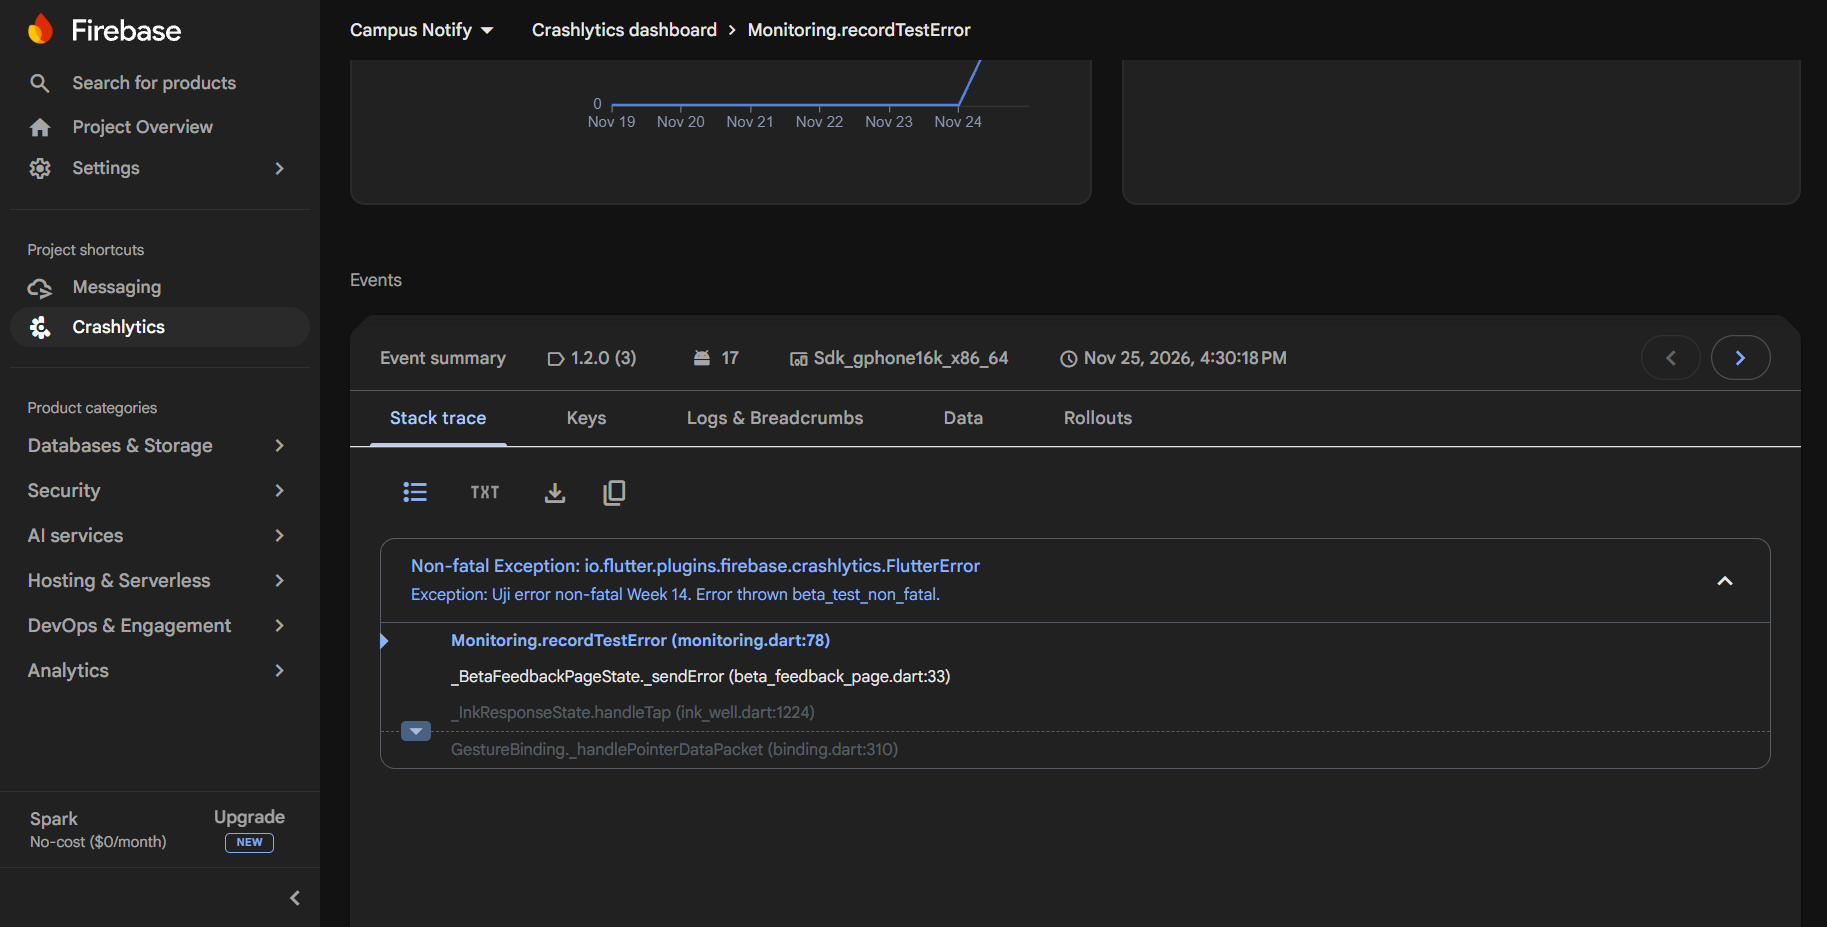 Firebase
Search for products
Project Overview
Settings
Project shortcuts
Messaging
Crashlytics
Product categories
Databases & Storage
Security
AI services
Hosting & Serverless
DevOps & Engagement
Analytics
Spark
No-cost ($0/month)
Upgrade
NEW
Campus Notify
Crashlytics dashboard > Monitoring.recordTestError
0
Nov 19 Nov 20 Nov 21 Nov 22 Nov 23 Nov 24
Events
Event summary 1.2.0 (3) 17 Sdk_gphone16k_x86_64 Nov 25, 2026, 4:30:18 PM
Stack trace Keys Logs & Breadcrumbs Data Rollouts
TXT
Non-fatal Exception: io.flutter.plugins.firebase.crashlytics.FlutterError
Exception: Uji error non-fatal Week 14. Error thrown beta_test_non_fatal.
Monitoring.recordTestError (monitoring.dart:78)
_BetaFeedbackPageState._sendError (beta_feedback_page.dart:33)
_InkResponseState.handleTap (ink_well.dart:1224)
GestureBinding._handlePointerDataPacket (binding.dart:310)